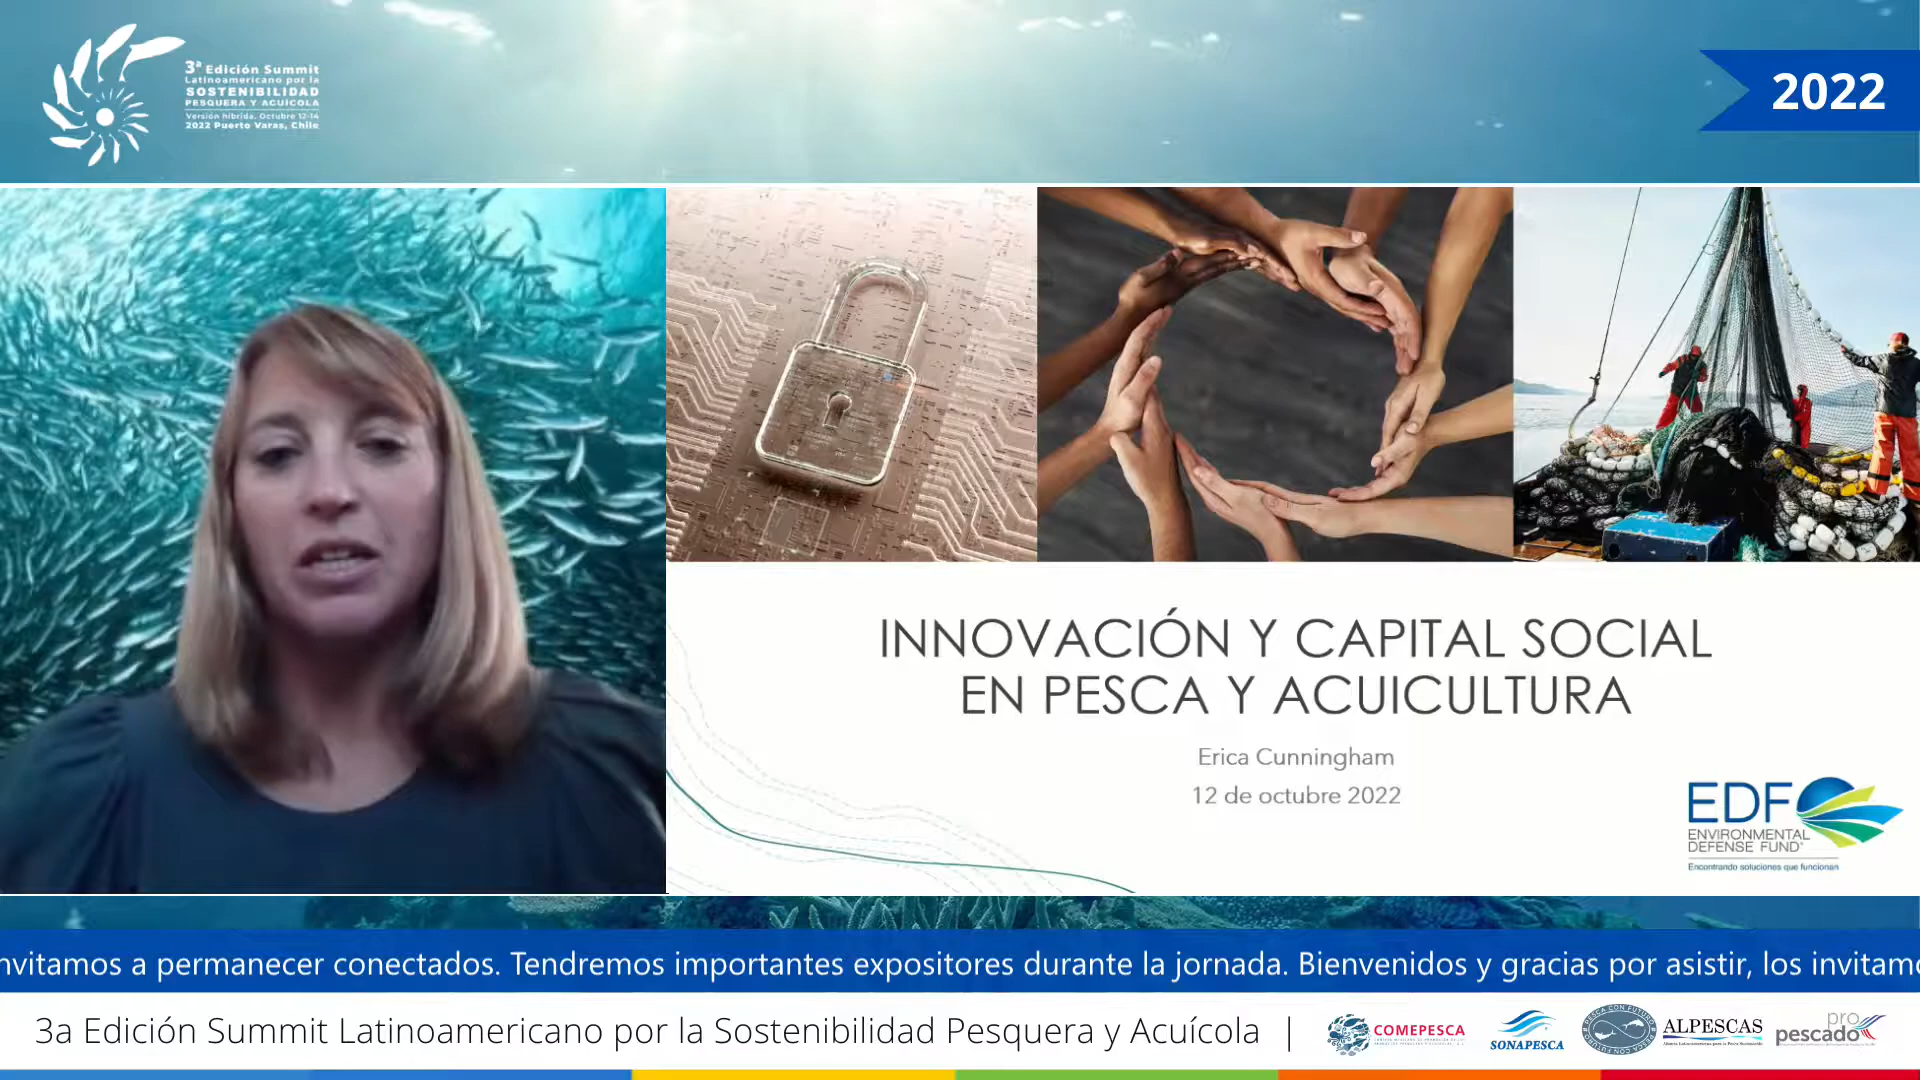 3ª Edición Summit
Latinoamericano por la
SOSTENIBILIDAD
PESQUERA Y ACUÍCOLA
Versión híbrida. Octubre 12-14
2022 Puerto Varas, Chile
2022
INNOVACIÓN Y CAPITAL SOCIAL
EN PESCA Y ACUICULTURA
Erica Cunningham
12 de octubre 2022
EDF
ENVIRONMENTAL
DEFENSE FUND
Encontrando soluciones que funcionan
nvitamos a permanecer conectados. Tendremos importantes expositores durante la jornada. Bienvenidos y gracias por asistir, los invitamo
3a Edición Summit Latinoamericano por la Sostenibilidad Pesquera y Acuícola |
COMEPESCA
SONAPESCA
PESCA CON FUTURO
ALPESCAS
pro
pescado